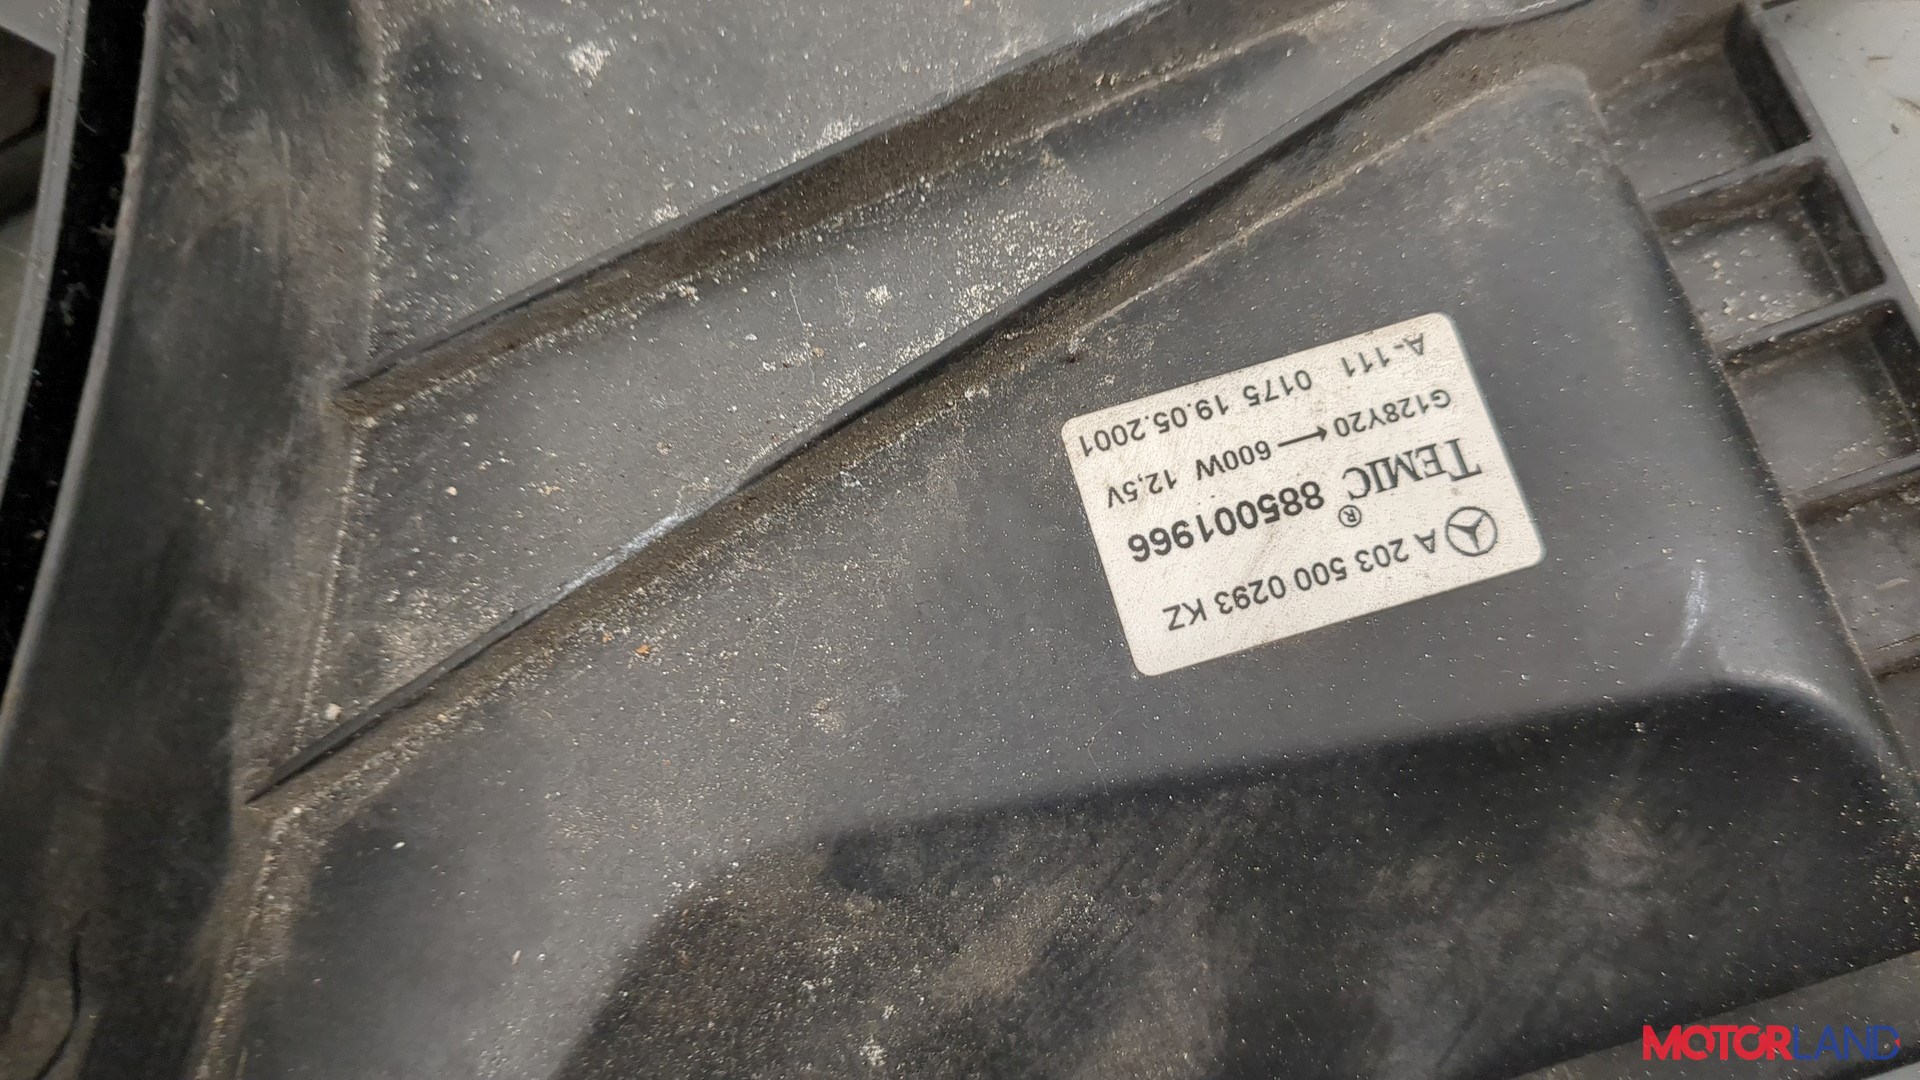 A 203 500 0293 KZ
TEMIC® 885001966
G128Y20 ← 600W 12,5V
A-111 0175 19.05.2001
MOTORLAND